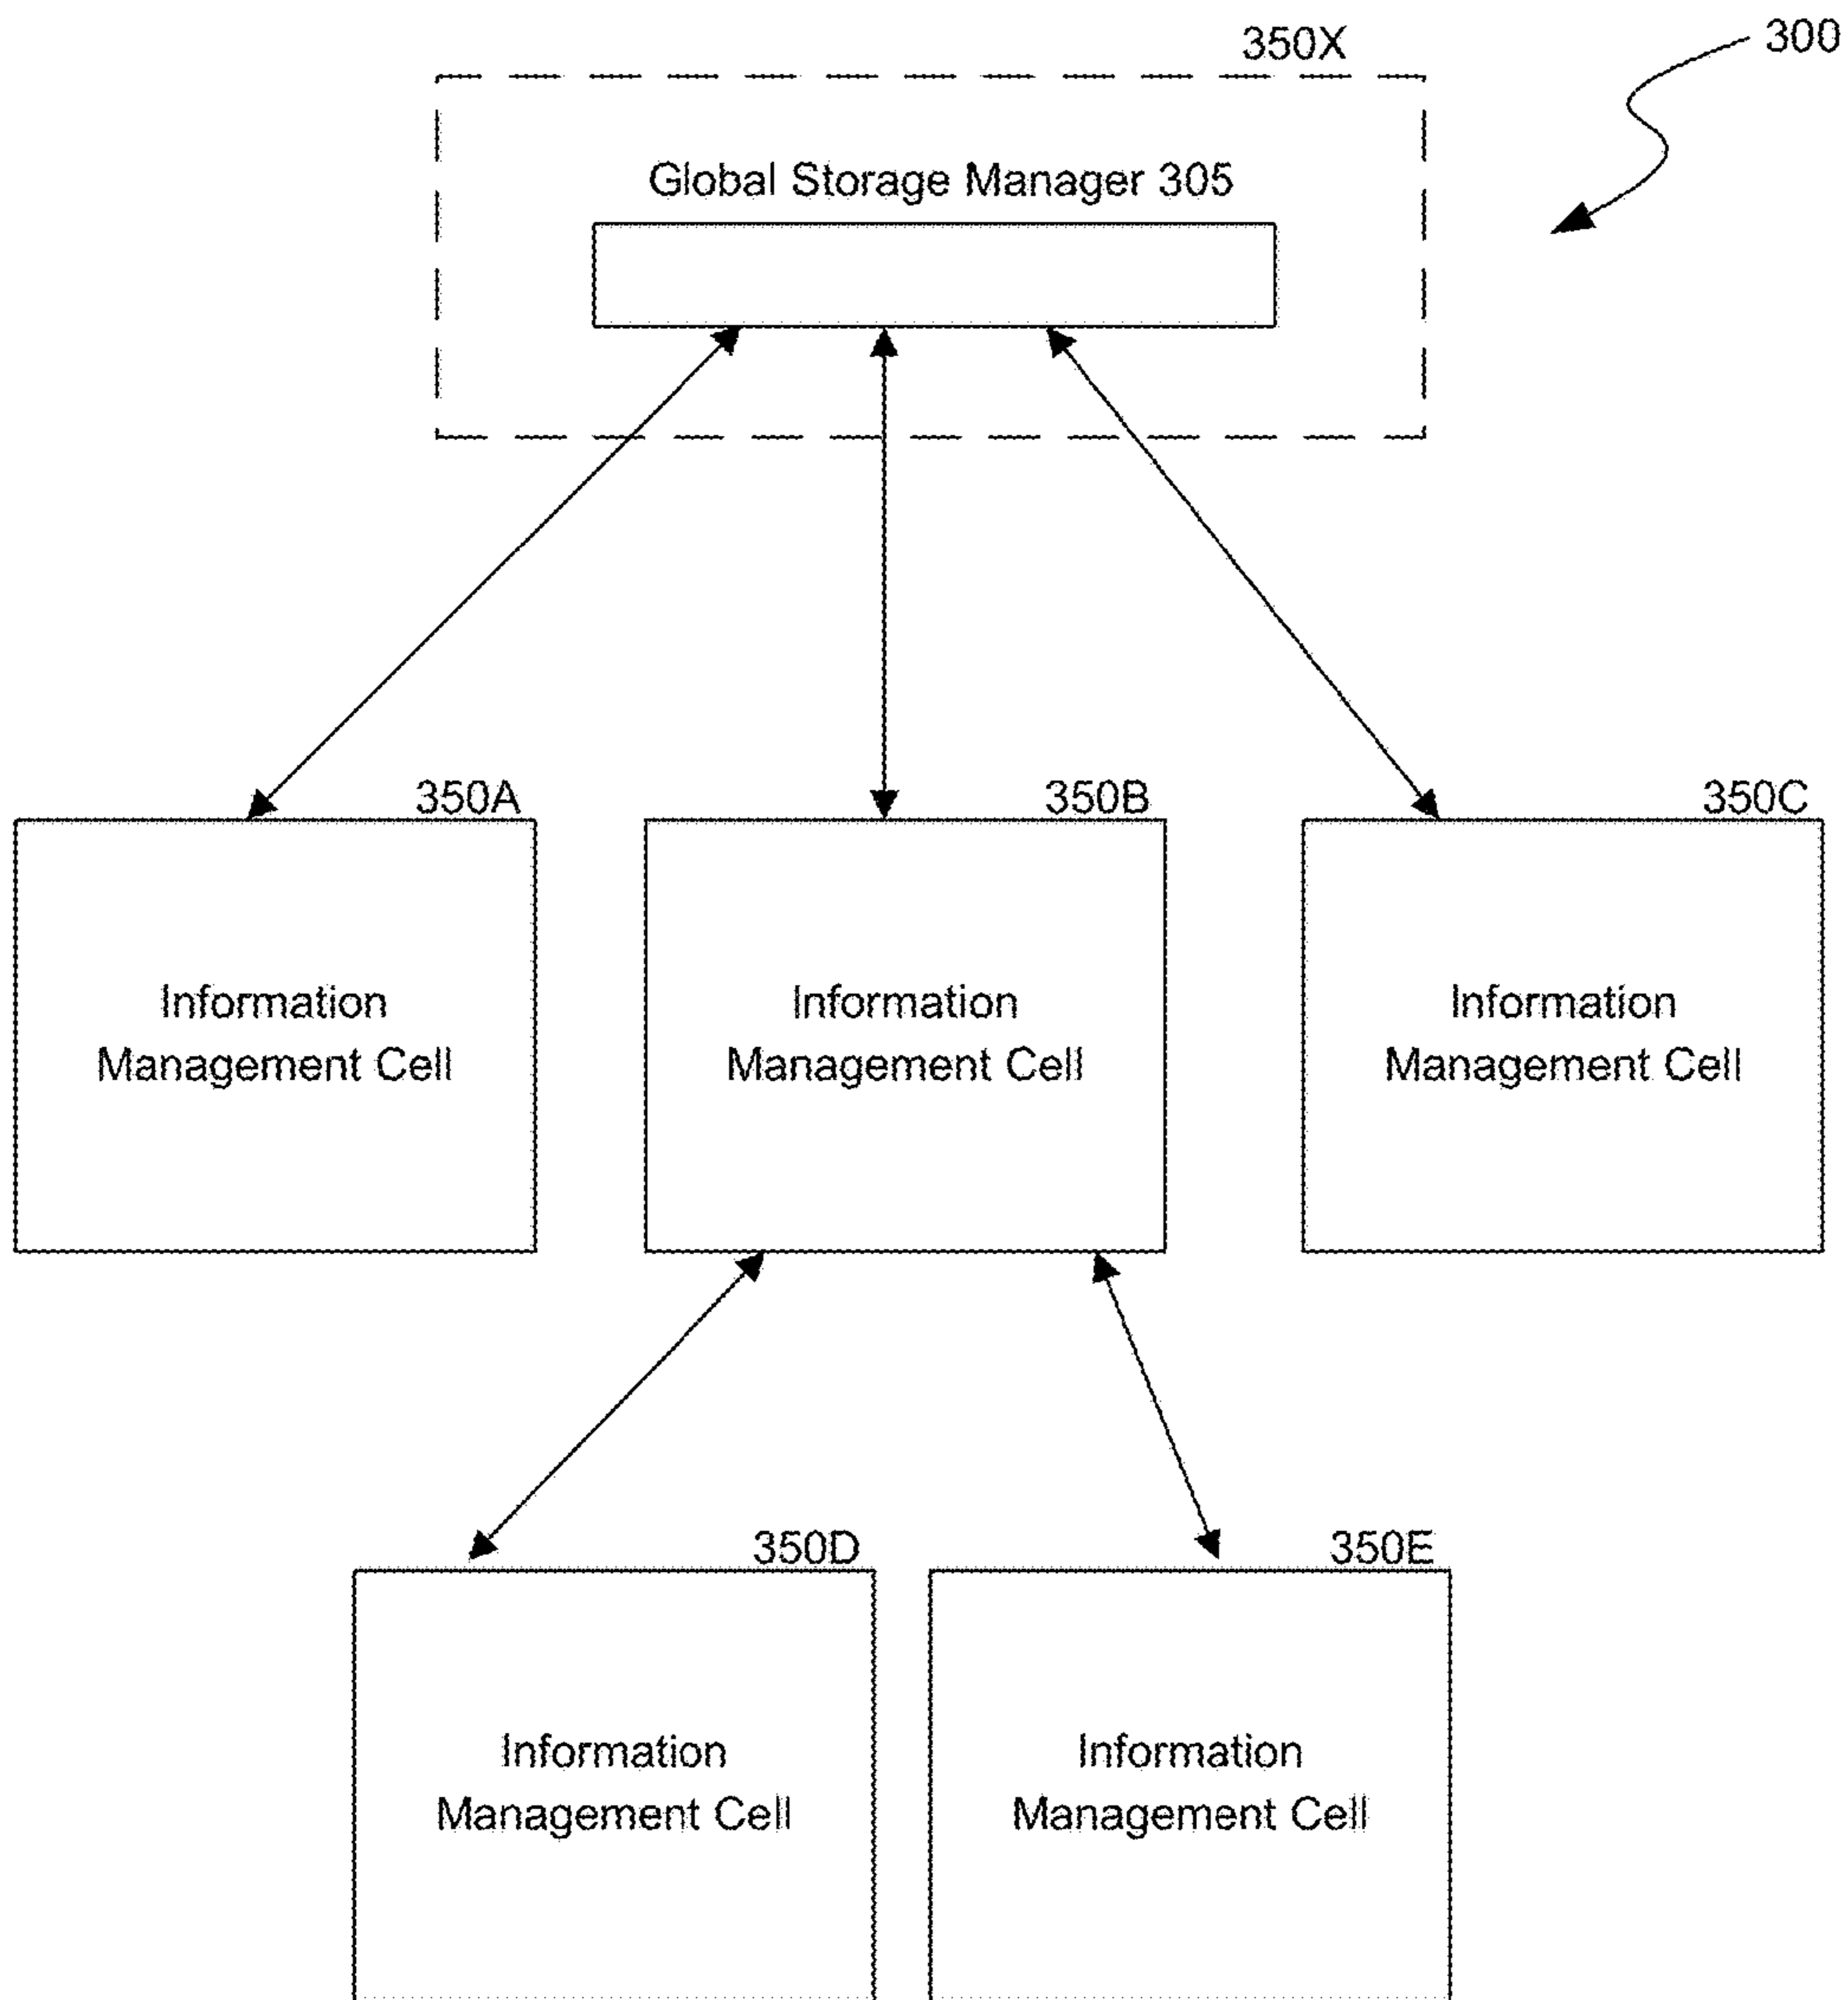 350X
300
Global Storage Manager 305
350A
350B
350C
Information
Management Cell
Information
Management Cell
Information
Management Cell
350D
350E
Information
Management Cell
Information
Management Cell